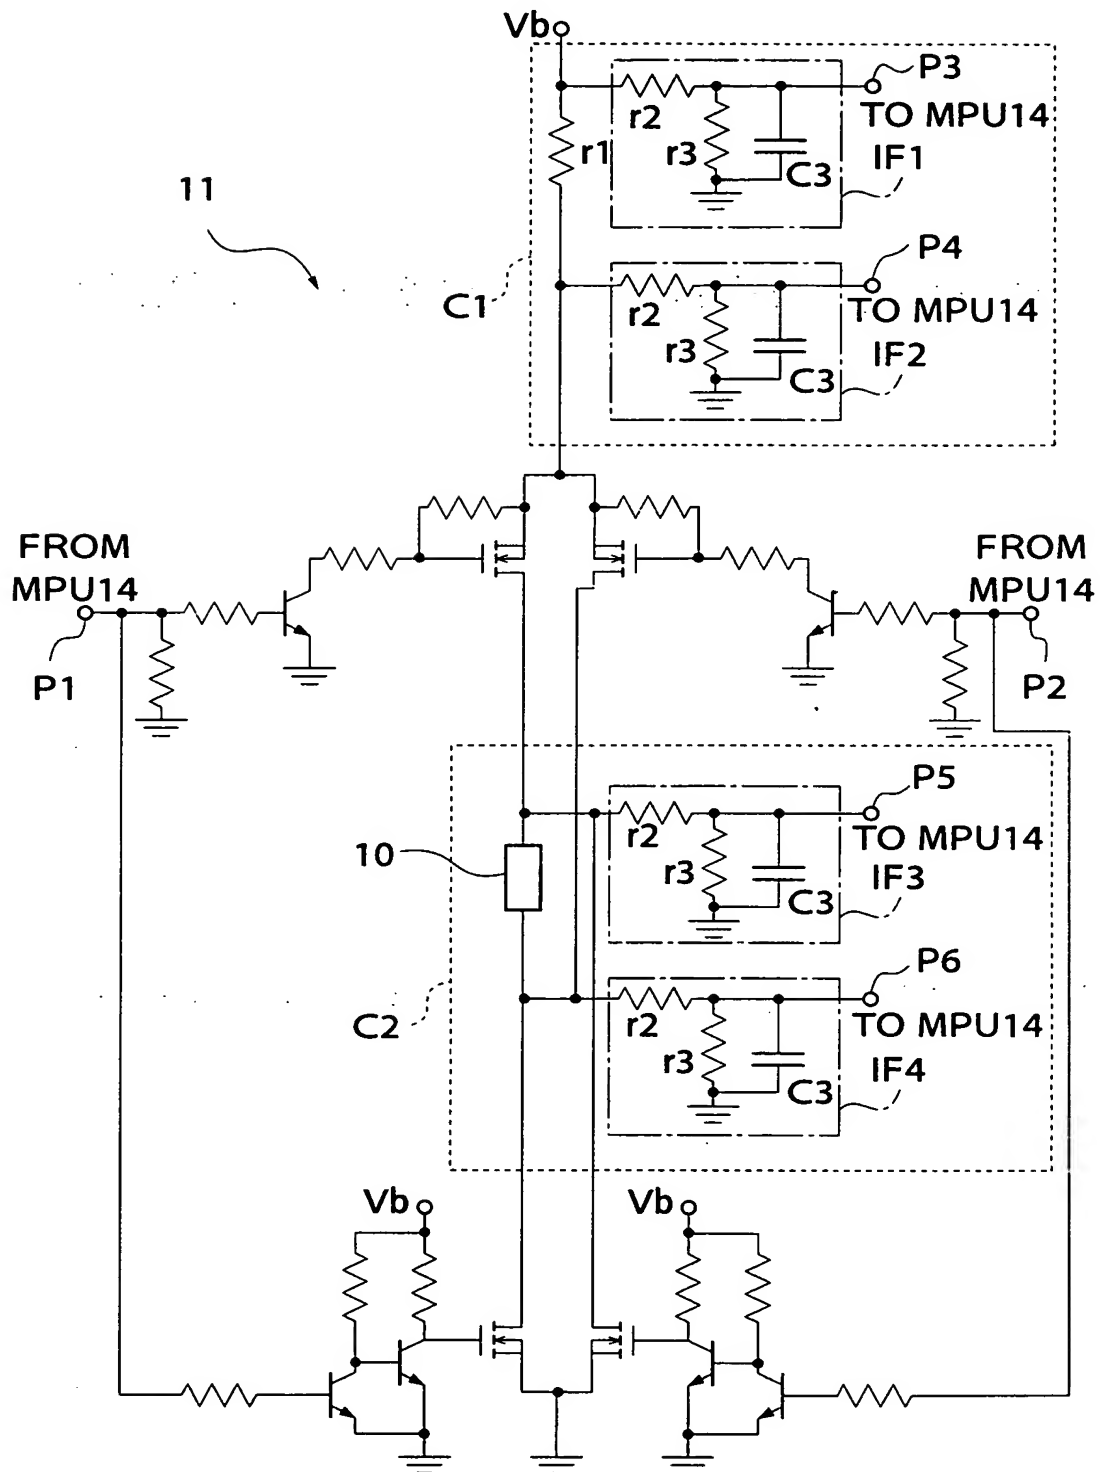 Vb
P3
TO MPU14
r2
r1
r3
C3
IF1
11
P4
C1
TO MPU14
r2
r3
C3
IF2
FROM
MPU14
FROM
MPU14
P1
P2
P5
TO MPU14
r2
10
r3
C3
IF3
P6
C2
TO MPU14
r2
r3
C3
IF4
Vb
Vb